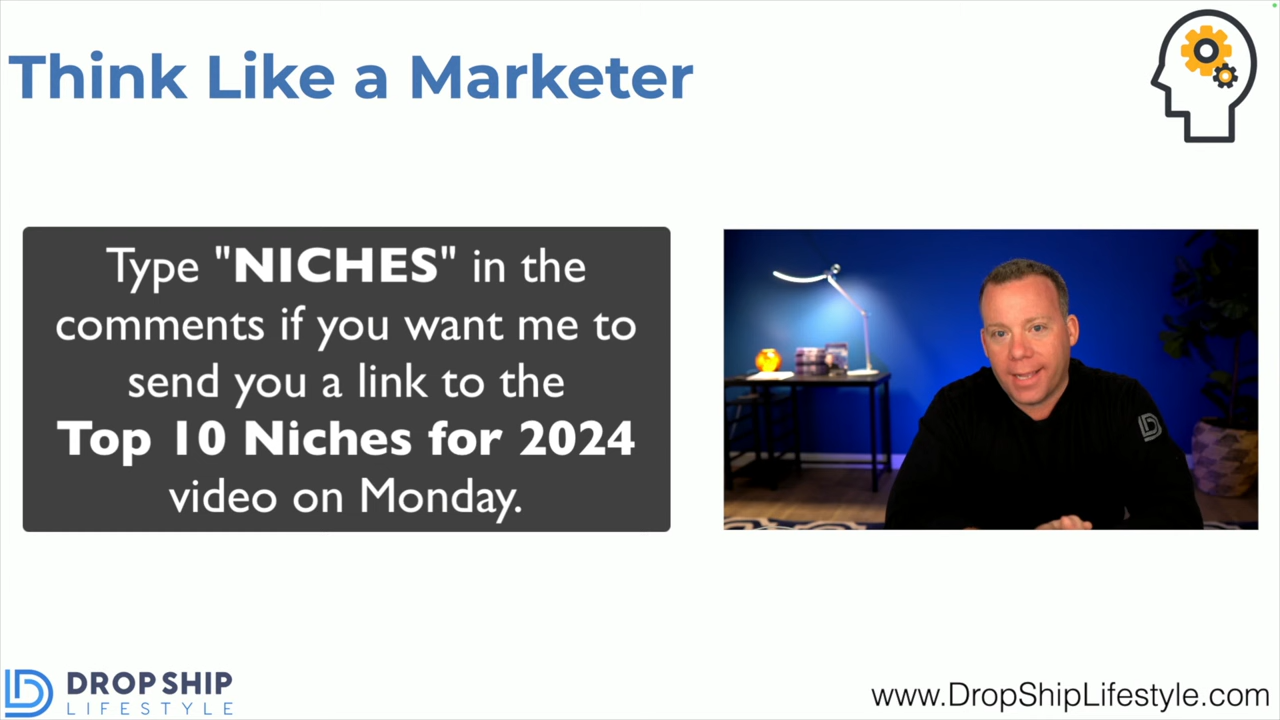 Think Like a Marketer
Type "NICHES" in the
comments if you want me to
send you a link to the
Top 10 Niches for 2024
video on Monday.
DROP SHIP
LIFESTYLE
www.DropShipLifestyle.com